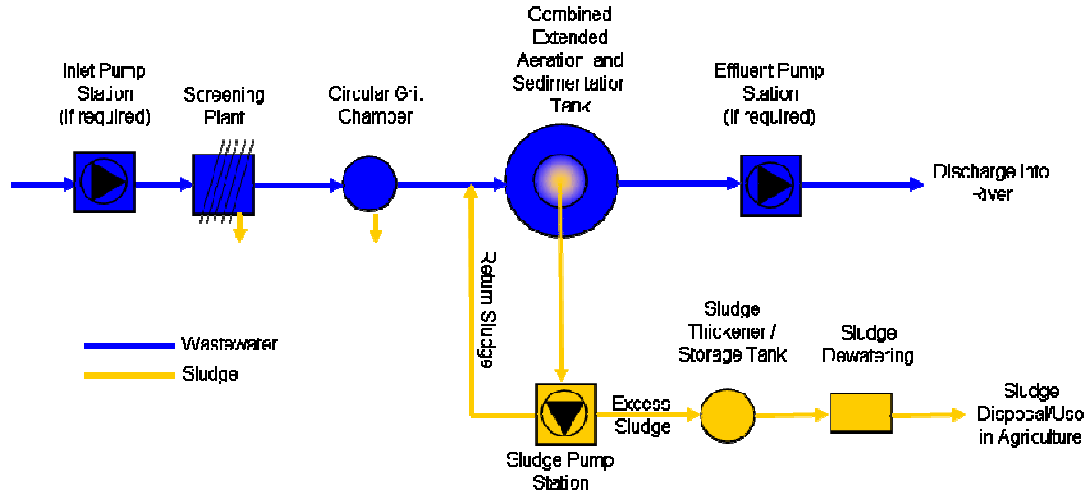 Combined
Extended
Aeration and
Sedimentation
Tank
Inlet Pump
Station
(if required)
Screening
Plant
Circular Grit
Chamber
Effluent Pump
Station
(if required)
Discharge into
River
Return Sludge
Wastewater
Sludge
Sludge
Thickener /
Storage Tank
Sludge
Dewatering
Excess
Sludge
Sludge
Disposal/Use
in Agriculture
Sludge Pump
Station